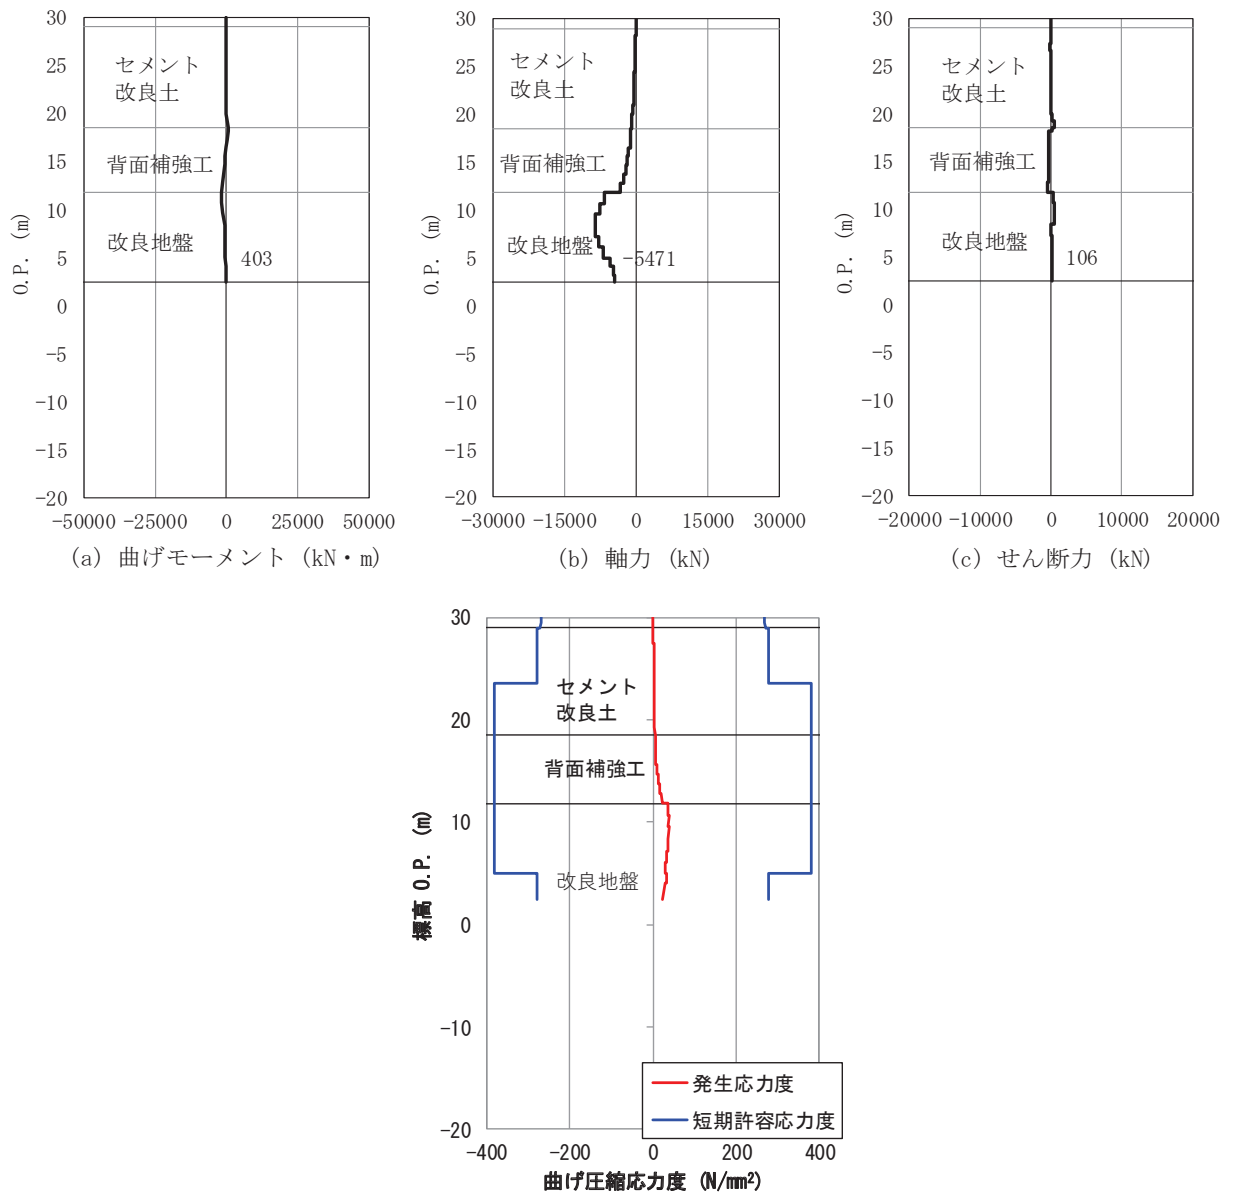 30
25
20
15
10
5
0
-5
-10
-15
-20
O.P. (m)
セメント
改良土
背面補強工
改良地盤
403
-50000 -25000 0 25000 50000
(a) 曲げモーメント (kN・m)
30
25
20
15
10
5
0
-5
-10
-15
-20
O.P. (m)
セメント
改良土
背面補強工
改良地盤
-5471
-30000 -15000 0 15000 30000
(b) 軸力 (kN)
30
25
20
15
10
5
0
-5
-10
-15
-20
O.P. (m)
セメント
改良土
背面補強工
改良地盤
106
-20000 -10000 0 10000 20000
(c) せん断力 (kN)
30
20
10
0
-10
-20
標高 O.P. (m)
セメント
改良土
背面補強工
改良地盤
発生応力度
短期許容応力度
-400 -200 0 200 400
曲げ圧縮応力度 (N/mm²)